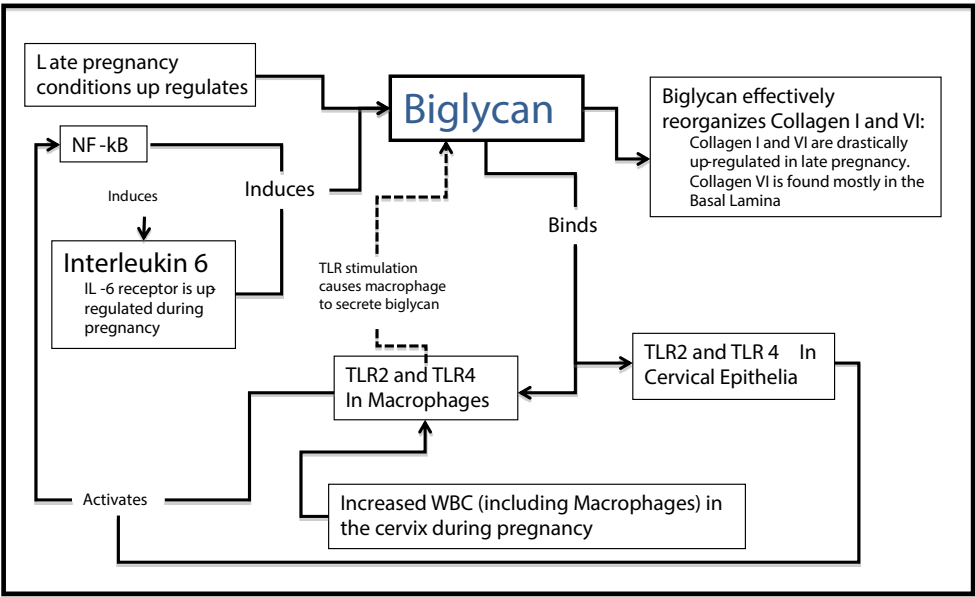 Late pregnancy
conditions up regulates
Biglycan
Biglycan effectively
reorganizes Collagen I and VI:
Collagen I and VI are drastically
up-regulated in late pregnancy.
Collagen VI is found mostly in the
Basal Lamina
NF-kB
Induces
Induces
Binds
Interleukin 6
IL -6 receptor is up-
regulated during
pregnancy
TLR stimulation
causes macrophage
to secrete biglycan
TLR2 and TLR4
In Macrophages
TLR2 and TLR 4 In
Cervical Epithelia
Activates
Increased WBC (including Macrophages) in
the cervix during pregnancy